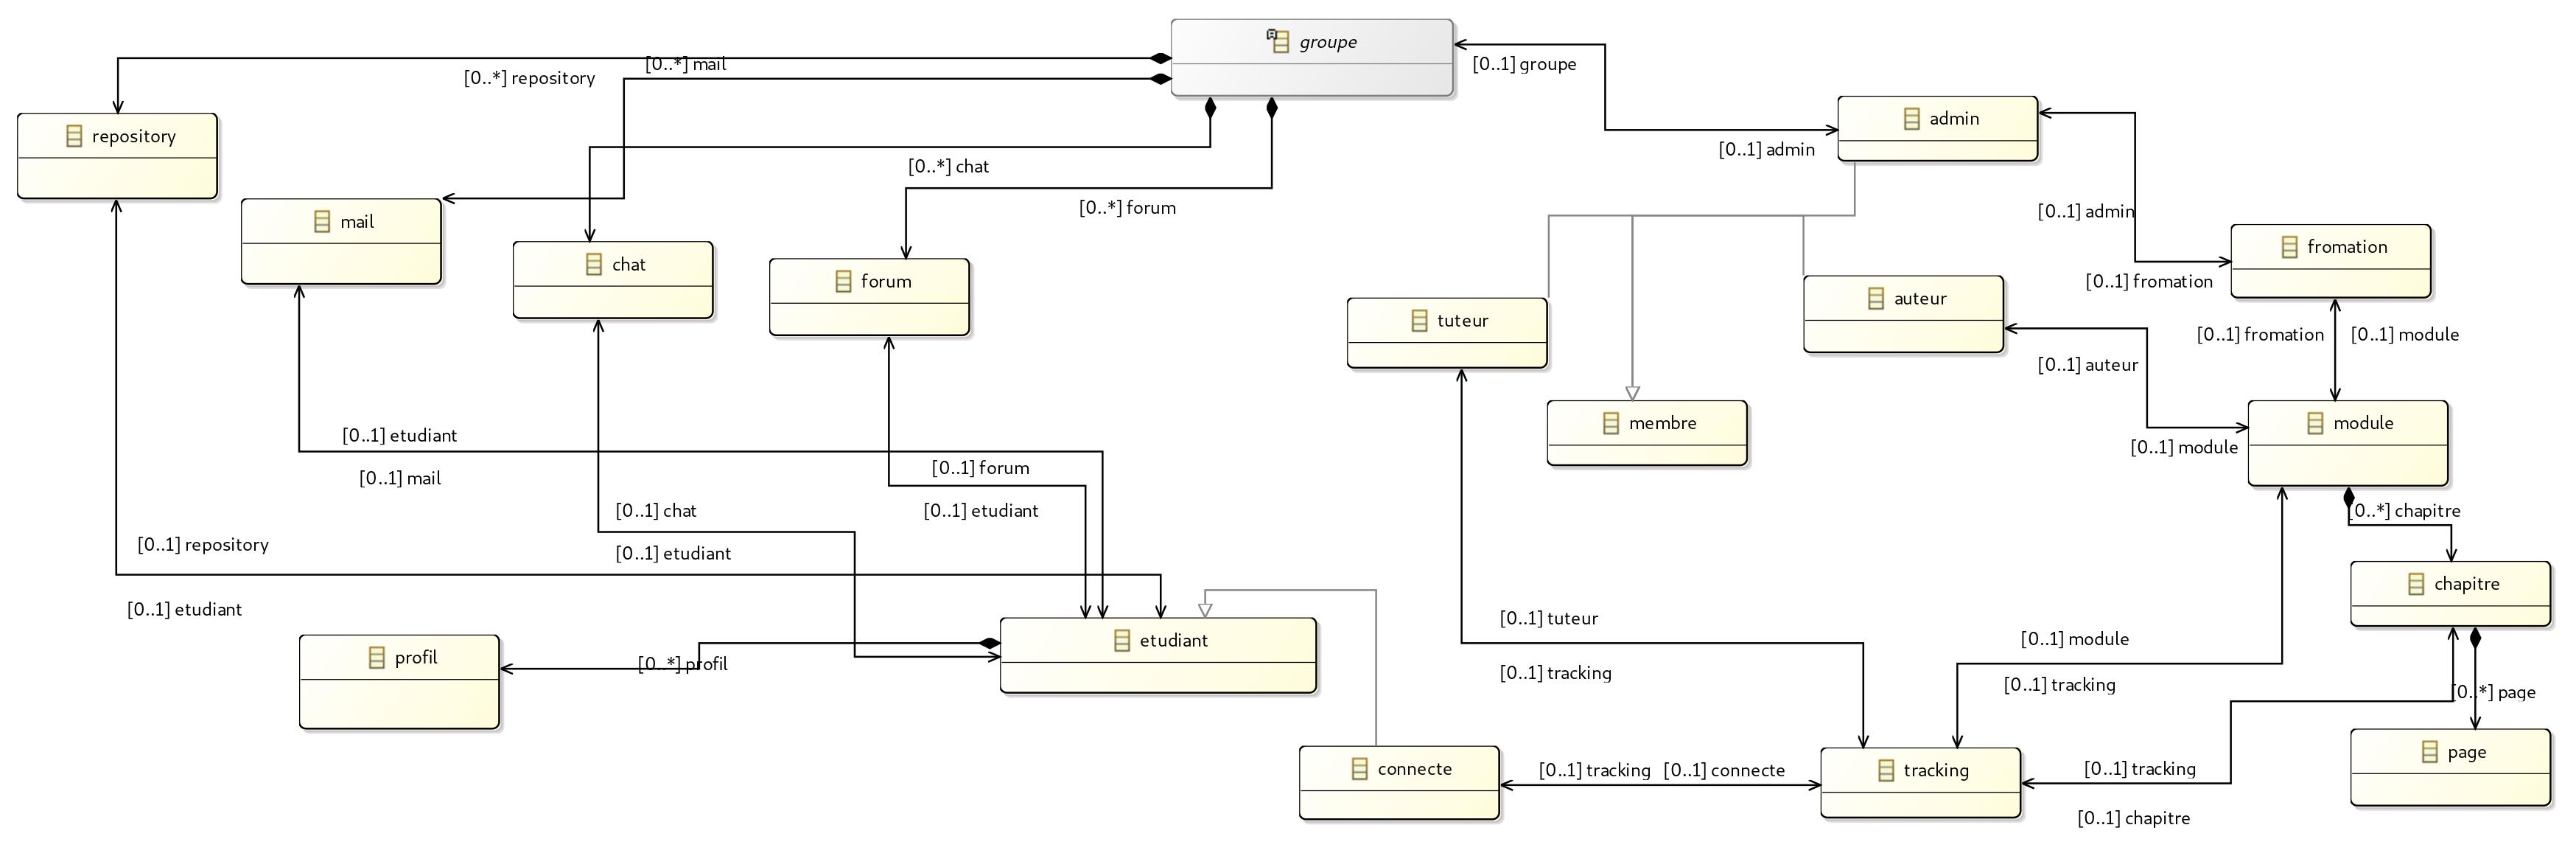 groupe
[0..*] mail
[0..1] groupe
[0..*] repository
admin
repository
[0..1] admin
[0..*] chat
[0..*] forum
[0..1] admin
mail
fromation
chat
forum
[0..1] fromation
auteur
tuteur
[0..1] fromation
[0..1] module
[0..1] auteur
membre
module
[0..1] etudiant
[0..1] module
[0..1] forum
[0..1] mail
[0..1] chat
[0..1] etudiant
[0..*] chapitre
[0..1] repository
[0..1] etudiant
chapitre
[0..1] etudiant
[0..1] tuteur
etudiant
[0..1] module
profil
[0..*] profil
[0..1] tracking
[0..1] tracking
[0..*] page
page
connecte
[0..1] tracking
[0..1] connecte
tracking
[0..1] tracking
[0..1] chapitre